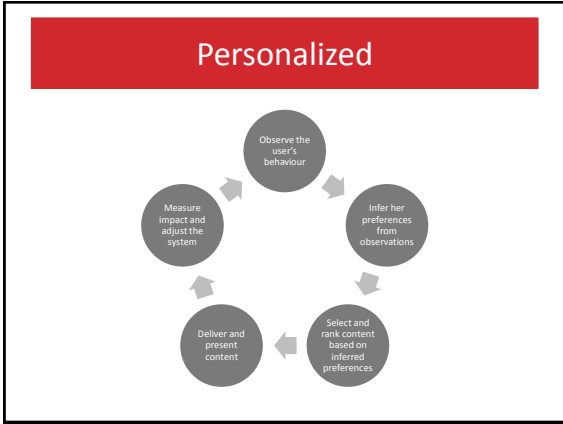 Personalized
Observe the
user's
behaviour
Infer her
preferences
from
observations
Select and
rank content
based on
inferred
preferences
Deliver and
present
content
Measure
impact and
adjust the
system